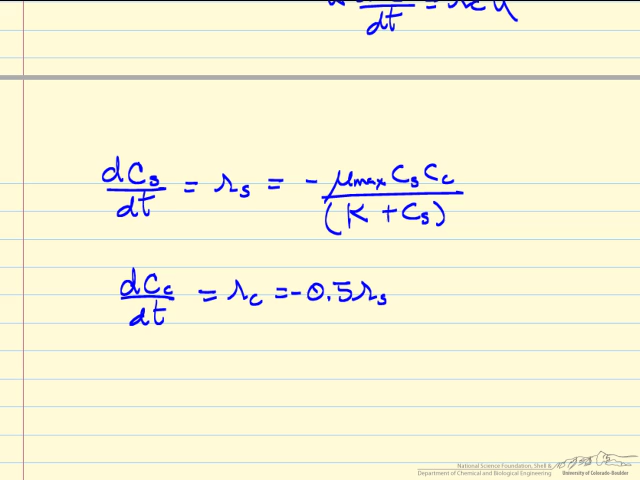 dt
dCs/dt = rs = - μmax Cs Cc / (K + Cs)
dCc/dt = rc = -0.5 rs
National Science Foundation, Shell &
Department of Chemical and Biological Engineering University of Colorado-Boulder